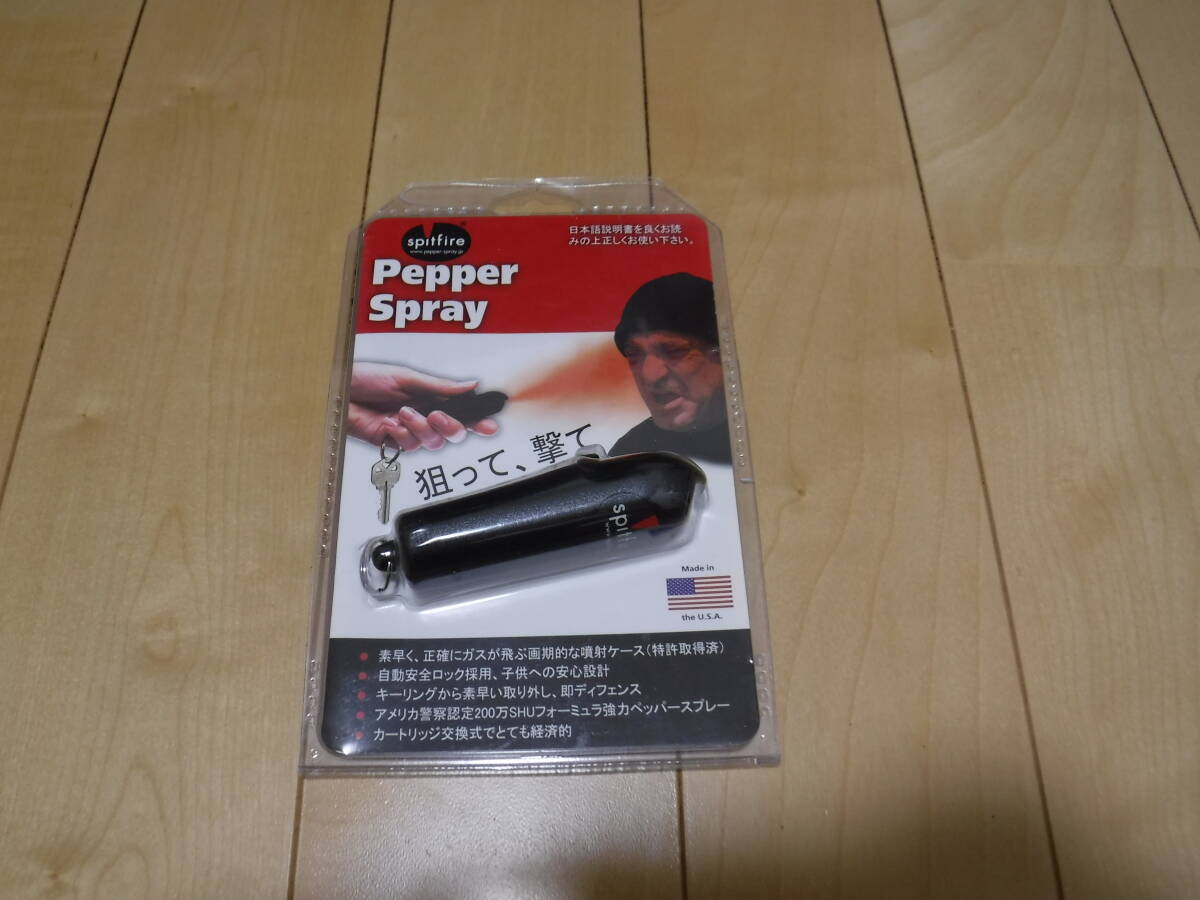 spitfire
www.pepper-spray.jp
日本語説明書を良くお読
みの上正しくお使い下さい。
Pepper
Spray
狙って、撃て
spit
Made in
the U.S.A.
素早く、正確にガスが飛ぶ画期的な噴射ケース(特許取得済)
自動安全ロック採用、子供への安心設計
キーリングから素早い取り外し、即ディフェンス
アメリカ警察認定200万SHUフォーミュラ強力ペッパースプレー
カートリッジ交換式でとても経済的